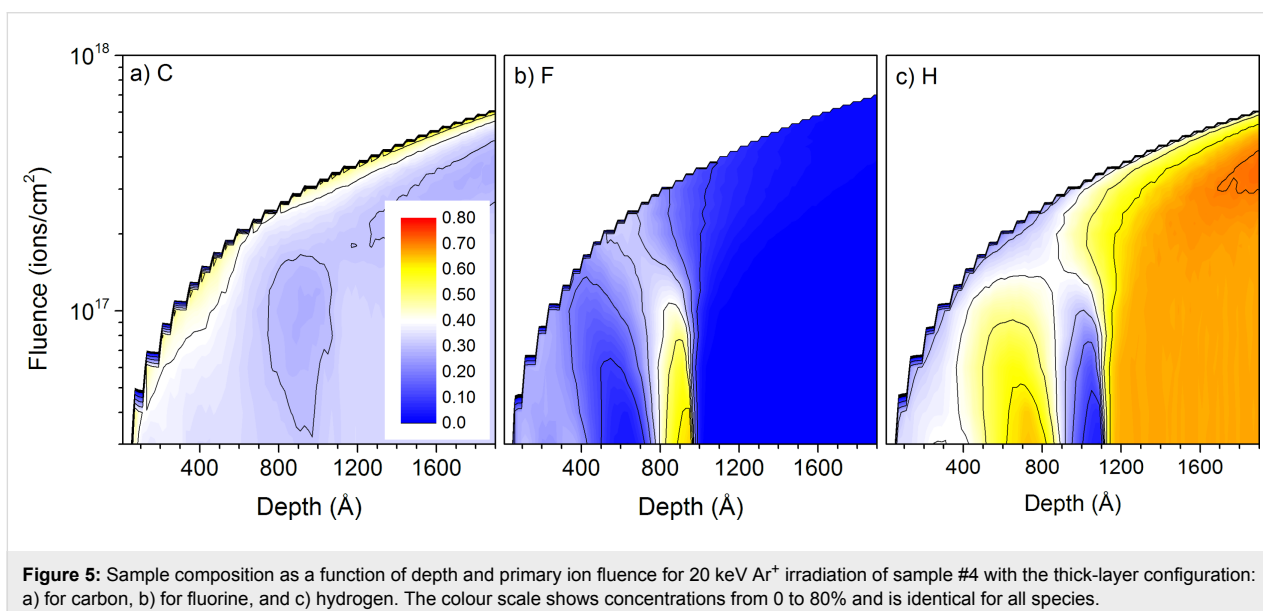 10^18
a) C
b) F
c) H
10^17
Fluence (ions/cm²)
0.80
0.70
0.60
0.50
0.40
0.30
0.20
0.10
0.0
400 800 1200 1600
400 800 1200 1600
400 800 1200 1600
Depth (Å)
Depth (Å)
Depth (Å)
Figure 5: Sample composition as a function of depth and primary ion fluence for 20 keV Ar⁺ irradiation of sample #4 with the thick-layer configuration:
a) for carbon, b) for fluorine, and c) hydrogen. The colour scale shows concentrations from 0 to 80% and is identical for all species.